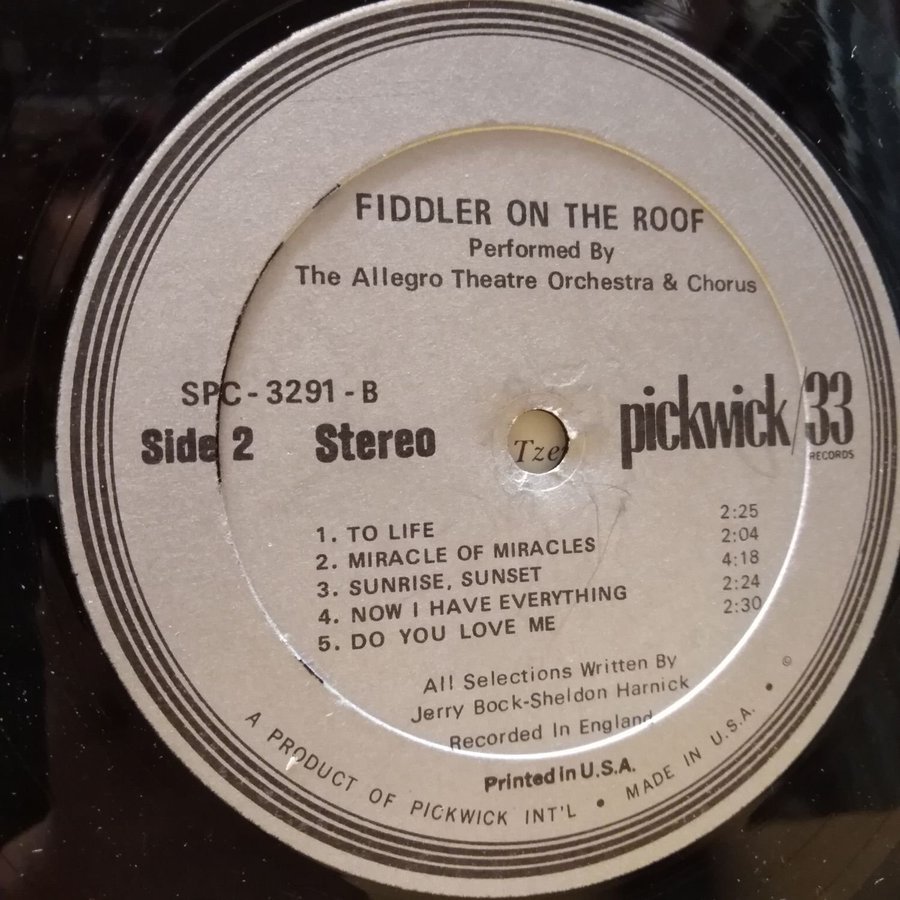 FIDDLER ON THE ROOF
Performed By
The Allegro Theatre Orchestra & Chorus
SPC-3291-B
Side 2 Stereo
pickwick/33
RECORDS
Tze
1. TO LIFE 2:25
2. MIRACLE OF MIRACLES 2:04
3. SUNRISE, SUNSET 4:18
4. NOW I HAVE EVERYTHING 2:24
5. DO YOU LOVE ME 2:30
All Selections Written By
Jerry Bock-Sheldon Harnick
Recorded In England
Printed in U.S.A.
A PRODUCT OF PICKWICK INT'L • MADE IN U.S.A. • ©